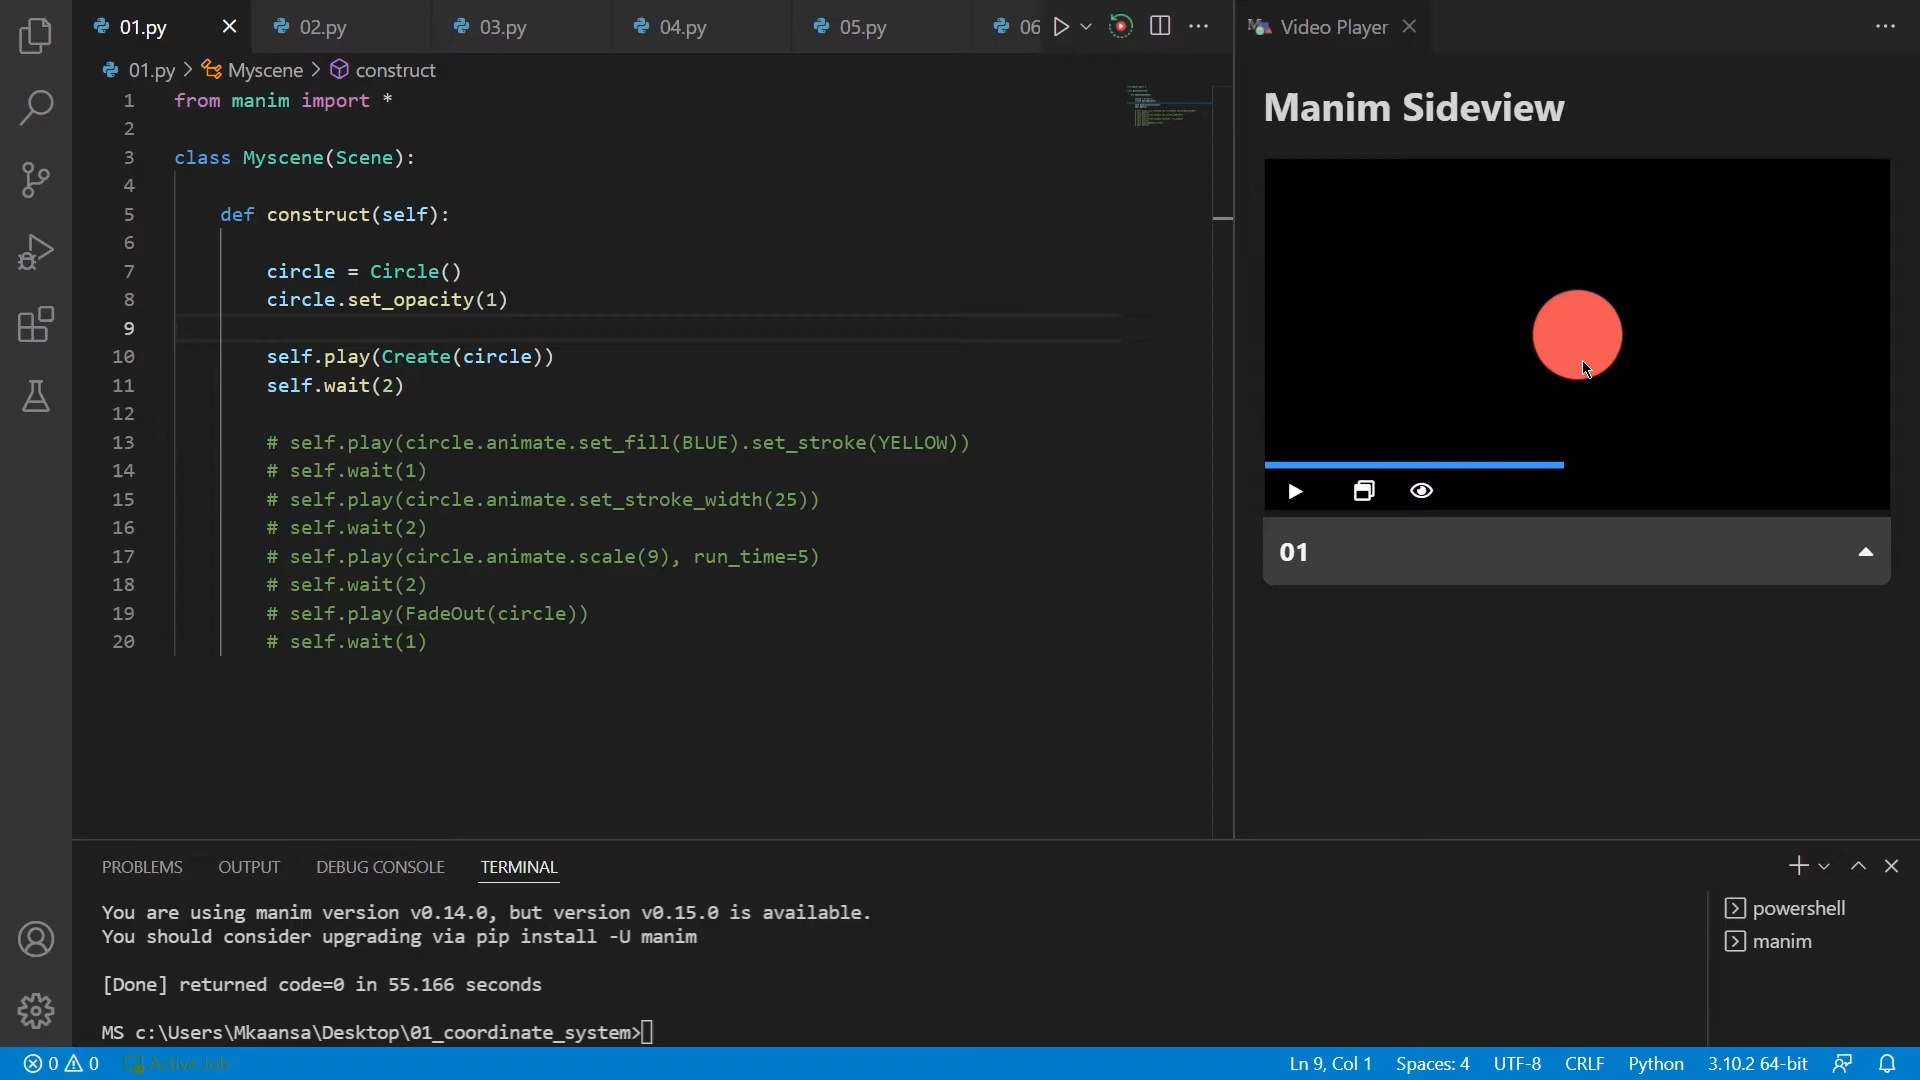 01.py 02.py 03.py 04.py 05.py 06
01.py > Myscene > construct
1 from manim import *
2
3 class Myscene(Scene):
4
5 def construct(self):
6
7 circle = Circle()
8 circle.set_opacity(1)
9
10 self.play(Create(circle))
11 self.wait(2)
12
13 # self.play(circle.animate.set_fill(BLUE).set_stroke(YELLOW))
14 # self.wait(1)
15 # self.play(circle.animate.set_stroke_width(25))
16 # self.wait(2)
17 # self.play(circle.animate.scale(9), run_time=5)
18 # self.wait(2)
19 # self.play(FadeOut(circle))
20 # self.wait(1)
Video Player
Manim Sideview
01
PROBLEMS OUTPUT DEBUG CONSOLE TERMINAL
You are using manim version v0.14.0, but version v0.15.0 is available.
You should consider upgrading via pip install -U manim
[Done] returned code=0 in 55.166 seconds
MS c:\Users\Mkaansa\Desktop\01_coordinate_system>
powershell
manim
0 0 Active Job Ln 9, Col 1 Spaces: 4 UTF-8 CRLF Python 3.10.2 64-bit